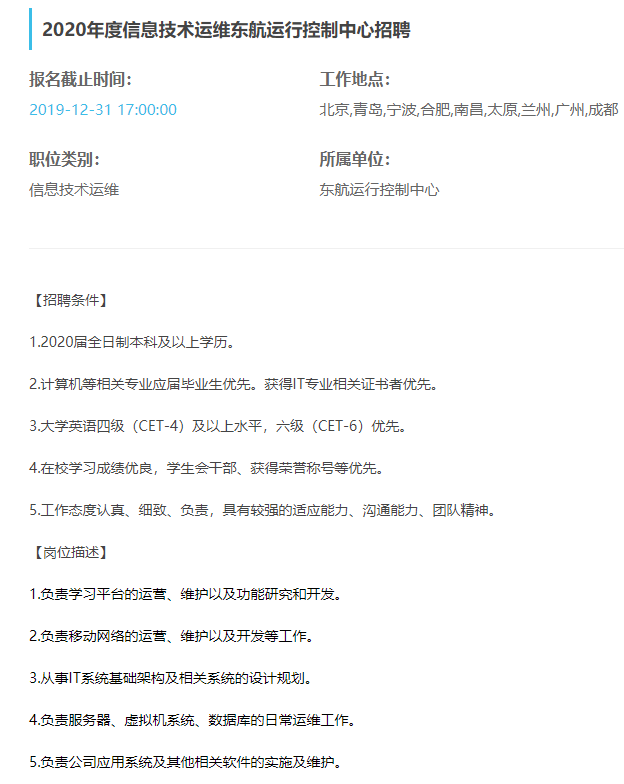 2020年度信息技术运维东航运行控制中心招聘
报名截止时间：
工作地点：
2019-12-31 17:00:00
北京,青岛,宁波,合肥,南昌,太原,兰州,广州,成都
职位类别：
所属单位：
信息技术运维
东航运行控制中心
【招聘条件】
1.2020届全日制本科及以上学历。
2.计算机等相关专业应届毕业生优先。获得IT专业相关证书者优先。
3.大学英语四级（CET-4）及以上水平，六级（CET-6）优先。
4.在校学习成绩优良，学生会干部、获得荣誉称号等优先。
5.工作态度认真、细致、负责，具有较强的适应能力、沟通能力、团队精神。
【岗位描述】
1.负责学习平台的运营、维护以及功能研究和开发。
2.负责移动网络的运营、维护以及开发等工作。
3.从事IT系统基础架构及相关系统的设计规划。
4.负责服务器、虚拟机系统、数据库的日常运维工作。
5.负责公司应用系统及其他相关软件的实施及维护。